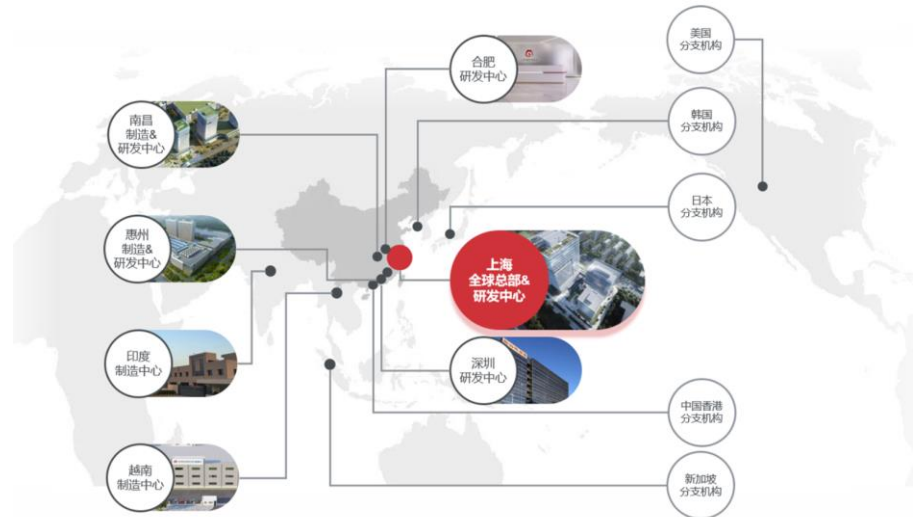 合肥
研发中心
美国
分支机构
南昌
制造&
研发中心
韩国
分支机构
日本
分支机构
惠州
制造&
研发中心
上海
全球总部&
研发中心
印度
制造中心
深圳
研发中心
中国香港
分支机构
越南
制造中心
新加坡
分支机构